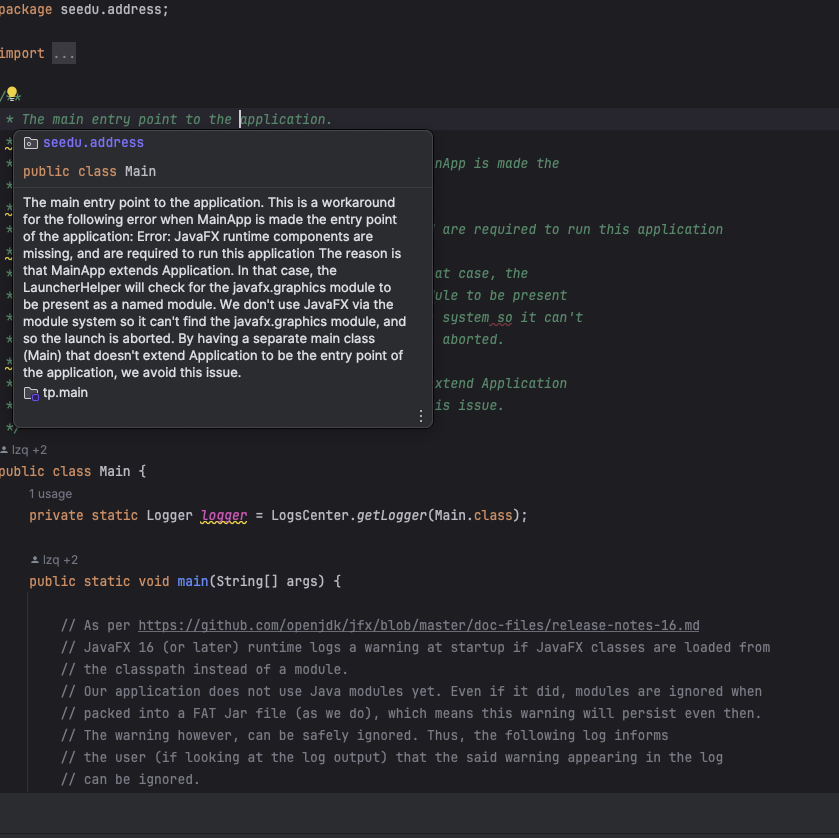 package seedu.address;
import ...
/**
* The main entry point to the application.
*
seedu.address
* nApp is made the
public class Main
*
The main entry point to the application. This is a workaround
for the following error when MainApp is made the entry point
* are required to run this application
of the application: Error: JavaFX runtime components are
missing, and are required to run this application The reason is
*
that MainApp extends Application. In that case, the
* at case, the
LauncherHelper will check for the javafx.graphics module to
* ule to be present
be present as a named module. We don't use JavaFX via the
* system so it can't
module system so it can't find the javafx.graphics module, and
* aborted.
so the launch is aborted. By having a separate main class
(Main) that doesn't extend Application to be the entry point of
*
the application, we avoid this issue.
* xtend Application
tp.main
* is issue.
*/
lzq +2
public class Main {
1 usage
private static Logger logger = LogsCenter.getLogger(Main.class);
lzq +2
public static void main(String[] args) {
// As per https://github.com/openjdk/jfx/blob/master/doc-files/release-notes-16.md
// JavaFX 16 (or later) runtime logs a warning at startup if JavaFX classes are loaded from
// the classpath instead of a module.
// Our application does not use Java modules yet. Even if it did, modules are ignored when
// packed into a FAT Jar file (as we do), which means this warning will persist even then.
// The warning however, can be safely ignored. Thus, the following log informs
// the user (if looking at the log output) that the said warning appearing in the log
// can be ignored.